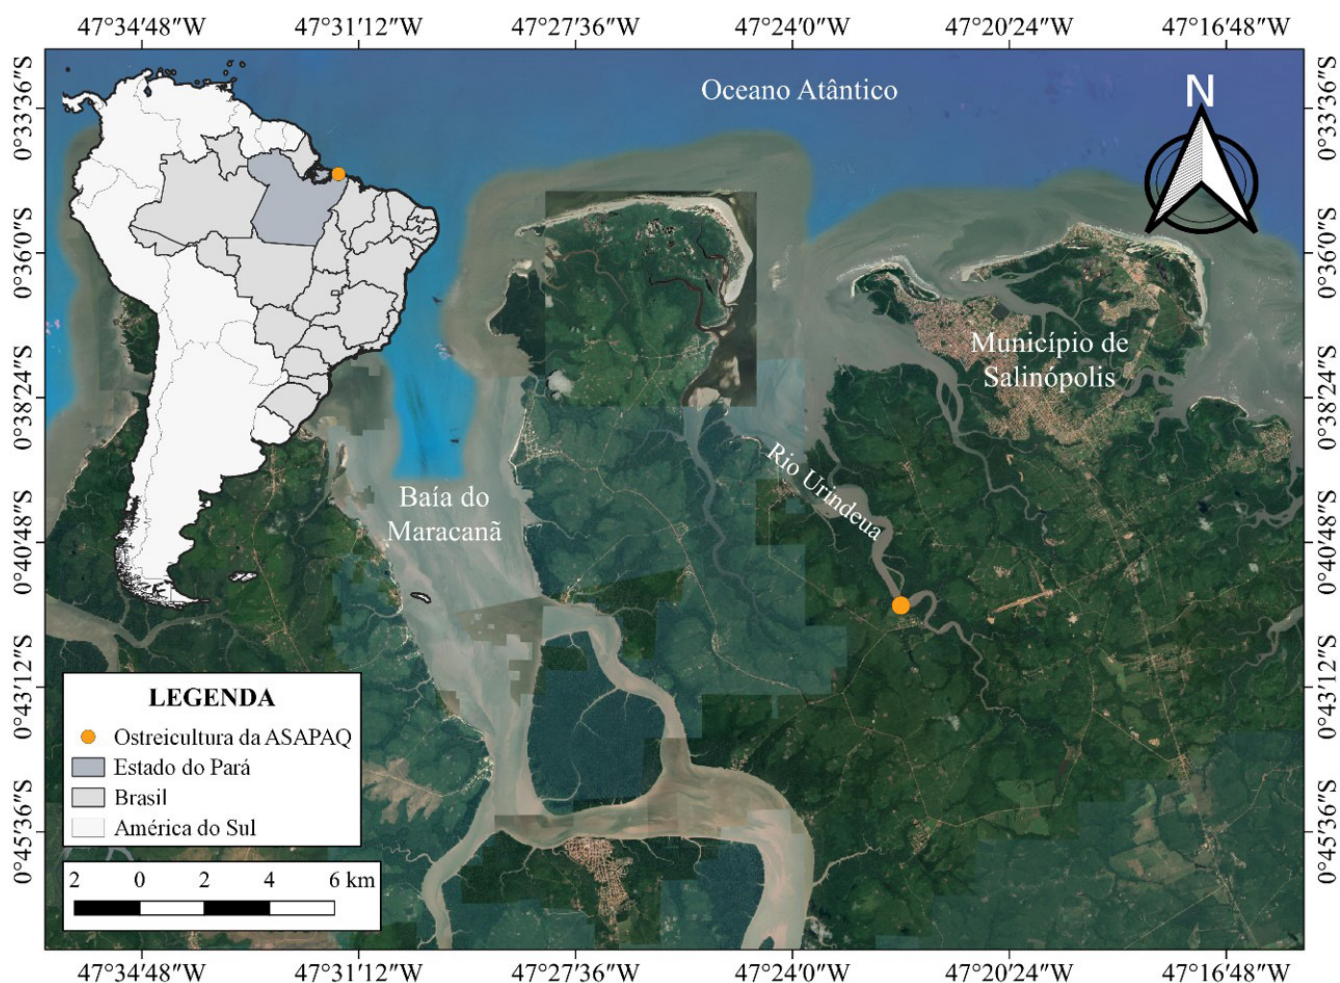 47°34′48″W 47°31′12″W 47°27′36″W 47°24′0″W 47°20′24″W 47°16′48″W
0°33′36″S
0°36′0″S
0°38′24″S
0°40′48″S
0°43′12″S
0°45′36″S
Oceano Atântico
N
Município de
Salinópolis
Rio Urindeua
Baía do
Maracanã
LEGENDA
Ostreicultura da ASAPAQ
Estado do Pará
Brasil
América do Sul
2 0 2 4 6 km
0°33′36″S
0°36′0″S
0°38′24″S
0°40′48″S
0°43′12″S
0°45′36″S
47°34′48″W 47°31′12″W 47°27′36″W 47°24′0″W 47°20′24″W 47°16′48″W